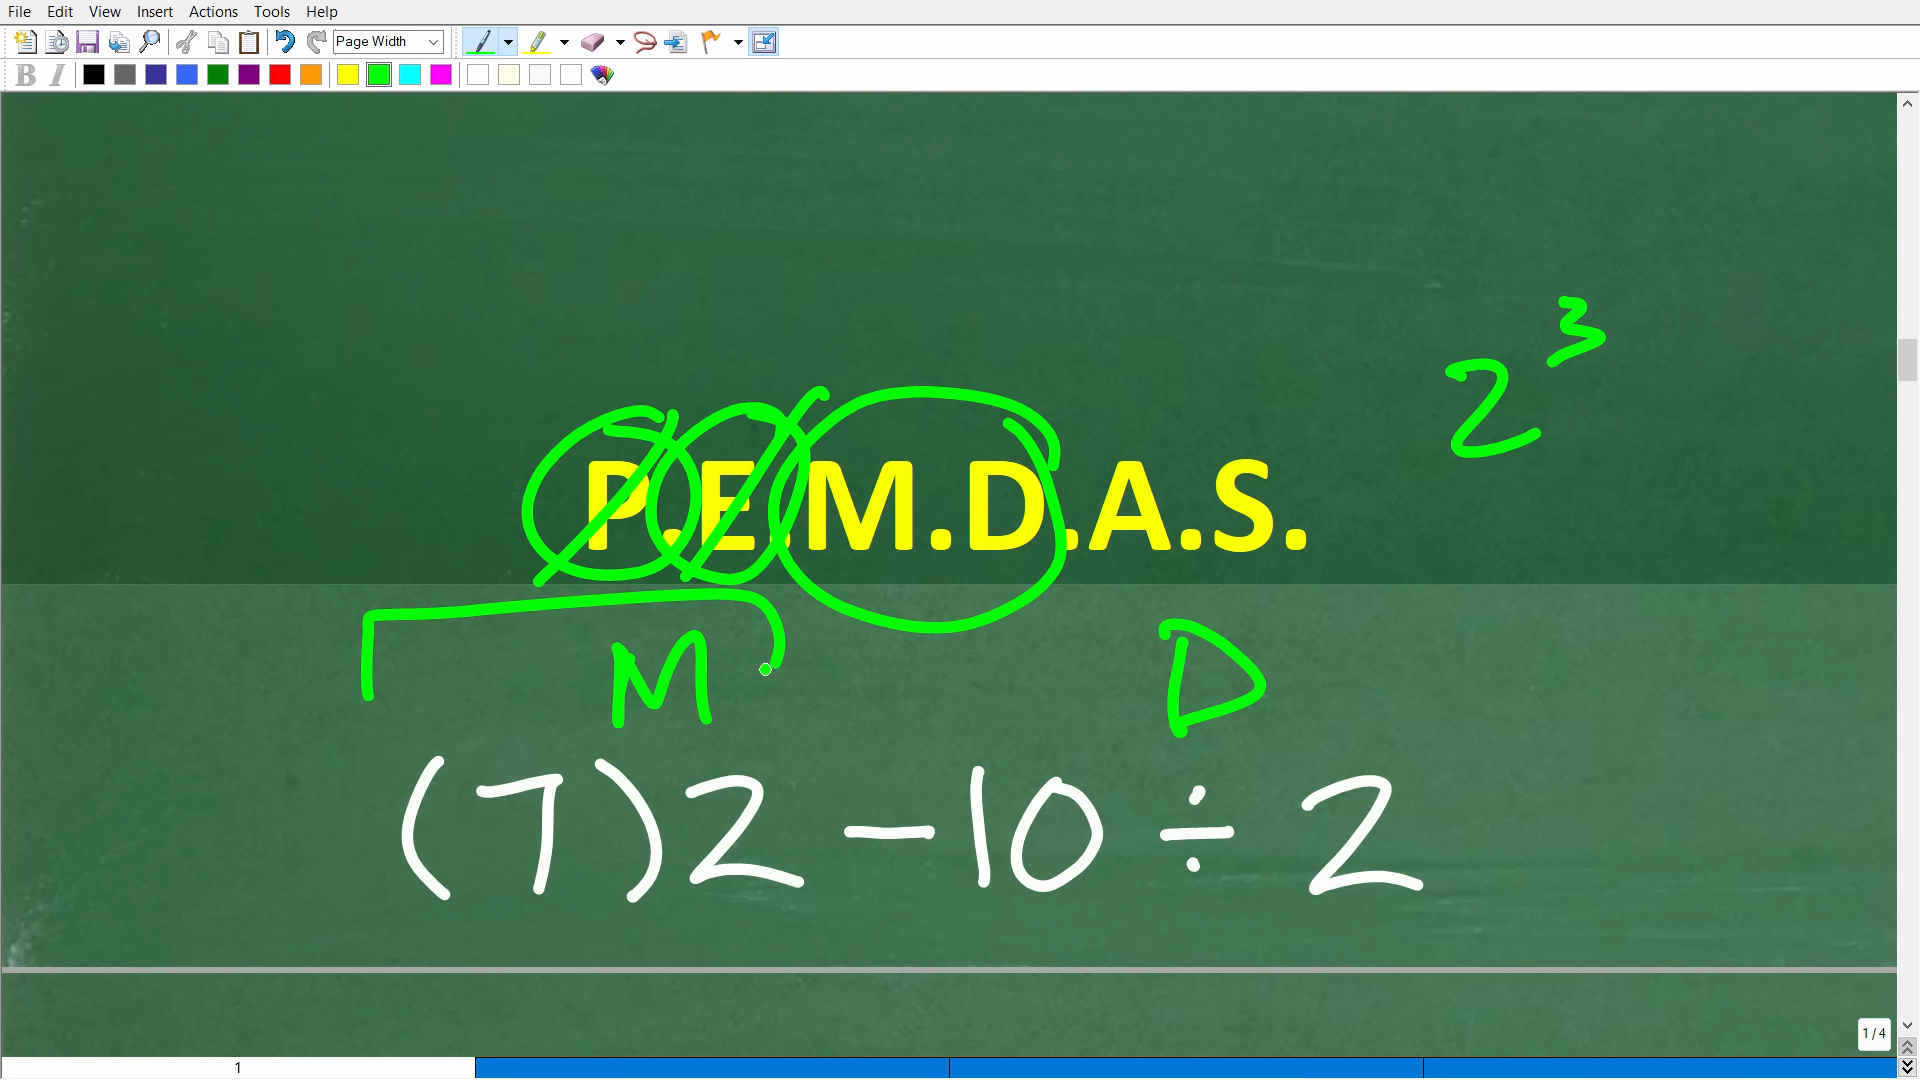 File Edit View Insert Actions Tools Help
Page Width
B I
2³
P.E.M.D.A.S.
M D
(7)2 - 10 ÷ 2
1 / 4
1